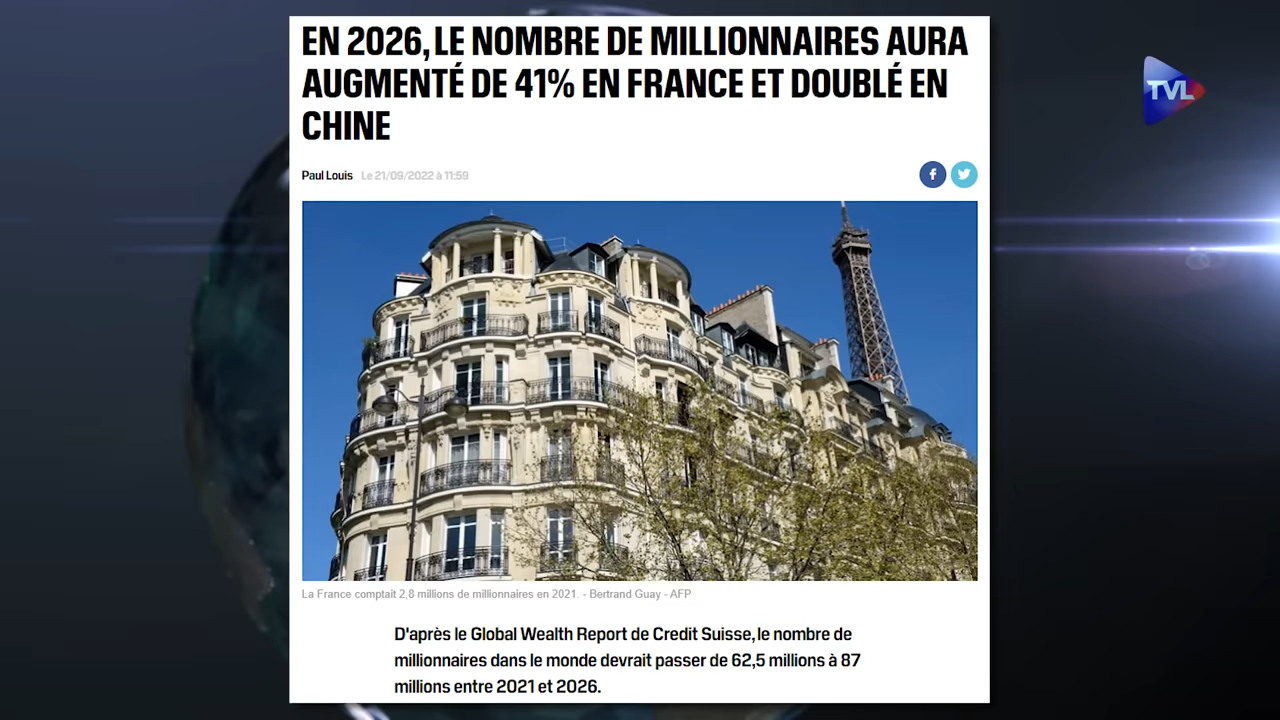 EN 2026, LE NOMBRE DE MILLIONNAIRES AURA
AUGMENTÉ DE 41% EN FRANCE ET DOUBLÉ EN
CHINE
TVL
Paul Louis Le 21/09/2022 à 11:59
La France comptait 2,8 millions de millionnaires en 2021. - Bertrand Guay - AFP
D'après le Global Wealth Report de Credit Suisse, le nombre de
millionnaires dans le monde devrait passer de 62,5 millions à 87
millions entre 2021 et 2026.